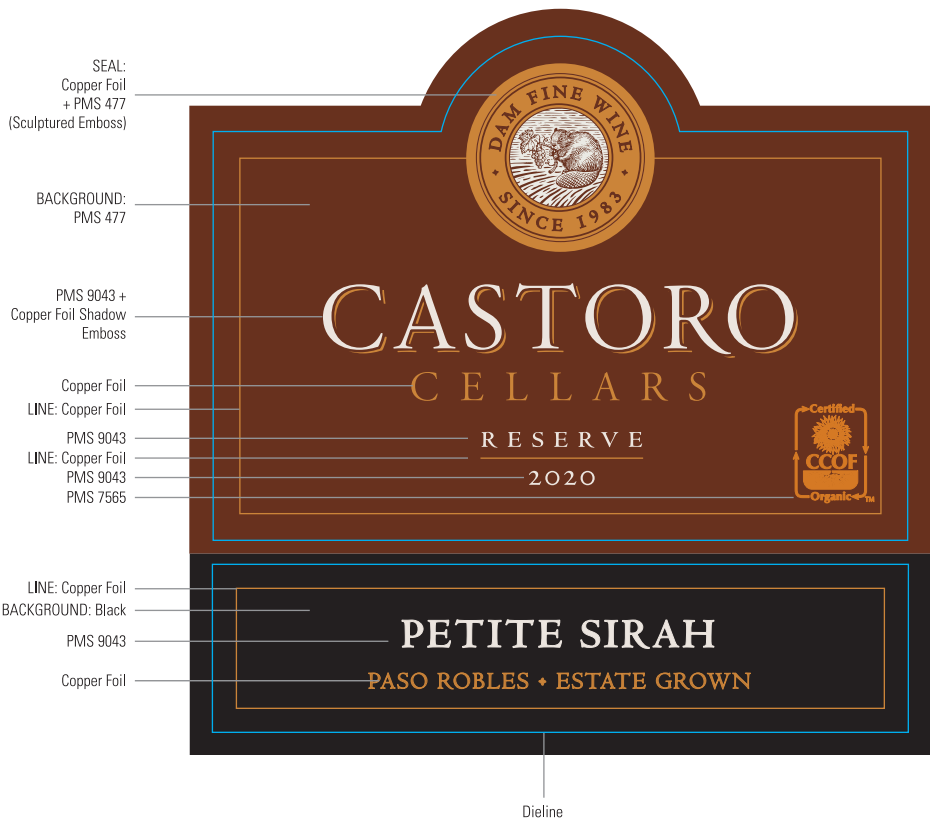 SEAL:
Copper Foil
+ PMS 477
(Sculptured Emboss)
BACKGROUND:
PMS 477
PMS 9043 +
Copper Foil Shadow
Emboss
Copper Foil
LINE: Copper Foil
PMS 9043
LINE: Copper Foil
PMS 9043
PMS 7565
LINE: Copper Foil
BACKGROUND: Black
PMS 9043
Copper Foil
DAM FINE WINE
• SINCE 1983 •
CASTORO
CELLARS
RESERVE
2020
Certified
CCOF
Organic
TM
PETITE SIRAH
PASO ROBLES • ESTATE GROWN
Dieline